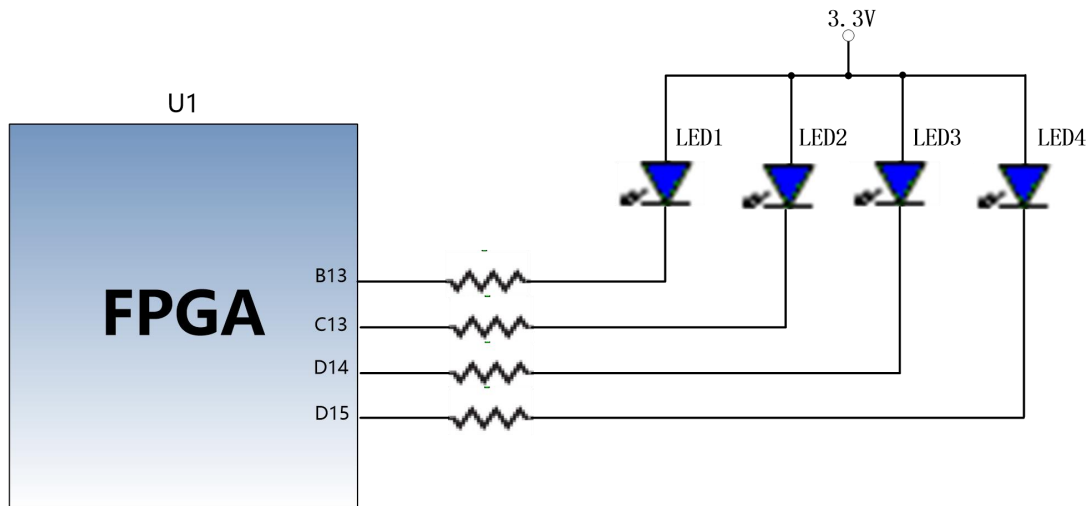 3.3V
U1
LED1
LED2
LED3
LED4
FPGA
B13
C13
D14
D15